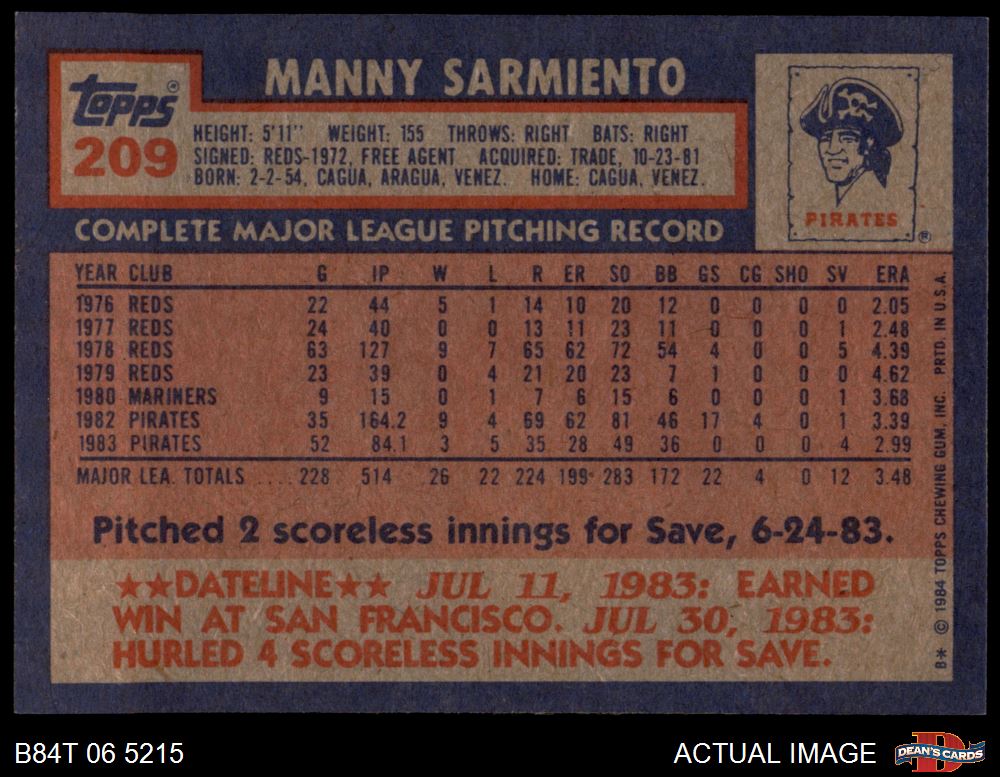 MANNY SARMIENTO
TOPPS®
209
HEIGHT: 5'11" WEIGHT: 155 THROWS: RIGHT BATS: RIGHT
SIGNED: REDS-1972, FREE AGENT ACQUIRED: TRADE, 10-23-81
BORN: 2-2-54, CAGUA, ARAGUA, VENEZ. HOME: CAGUA, VENEZ.
PIRATES ®
COMPLETE MAJOR LEAGUE PITCHING RECORD
YEAR CLUB G IP W L R ER SO BB GS CG SHO SV ERA
1976 REDS 22 44 5 1 14 10 20 12 0 0 0 0 2.05
1977 REDS 24 40 0 0 13 11 23 11 0 0 0 1 2.48
1978 REDS 63 127 9 7 65 62 72 54 4 0 0 5 4.39
1979 REDS 23 39 0 4 21 20 23 7 1 0 0 0 4.62
1980 MARINERS 9 15 0 1 7 6 15 6 0 0 0 1 3.68
1982 PIRATES 35 164.2 9 4 69 62 81 46 17 4 0 1 3.39
1983 PIRATES 52 84.1 3 5 35 28 49 36 0 0 0 4 2.99
MAJOR LEA. TOTALS .... 228 514 26 22 224 199 283 172 22 4 0 12 3.48
Pitched 2 scoreless innings for Save, 6-24-83.
★★DATELINE★★ JUL 11, 1983: EARNED
WIN AT SAN FRANCISCO. JUL 30, 1983:
HURLED 4 SCORELESS INNINGS FOR SAVE.
B* © 1984 TOPPS CHEWING GUM, INC. PRTD. IN U.S.A.
B84T 06 5215
ACTUAL IMAGE
DEAN'S CARDS